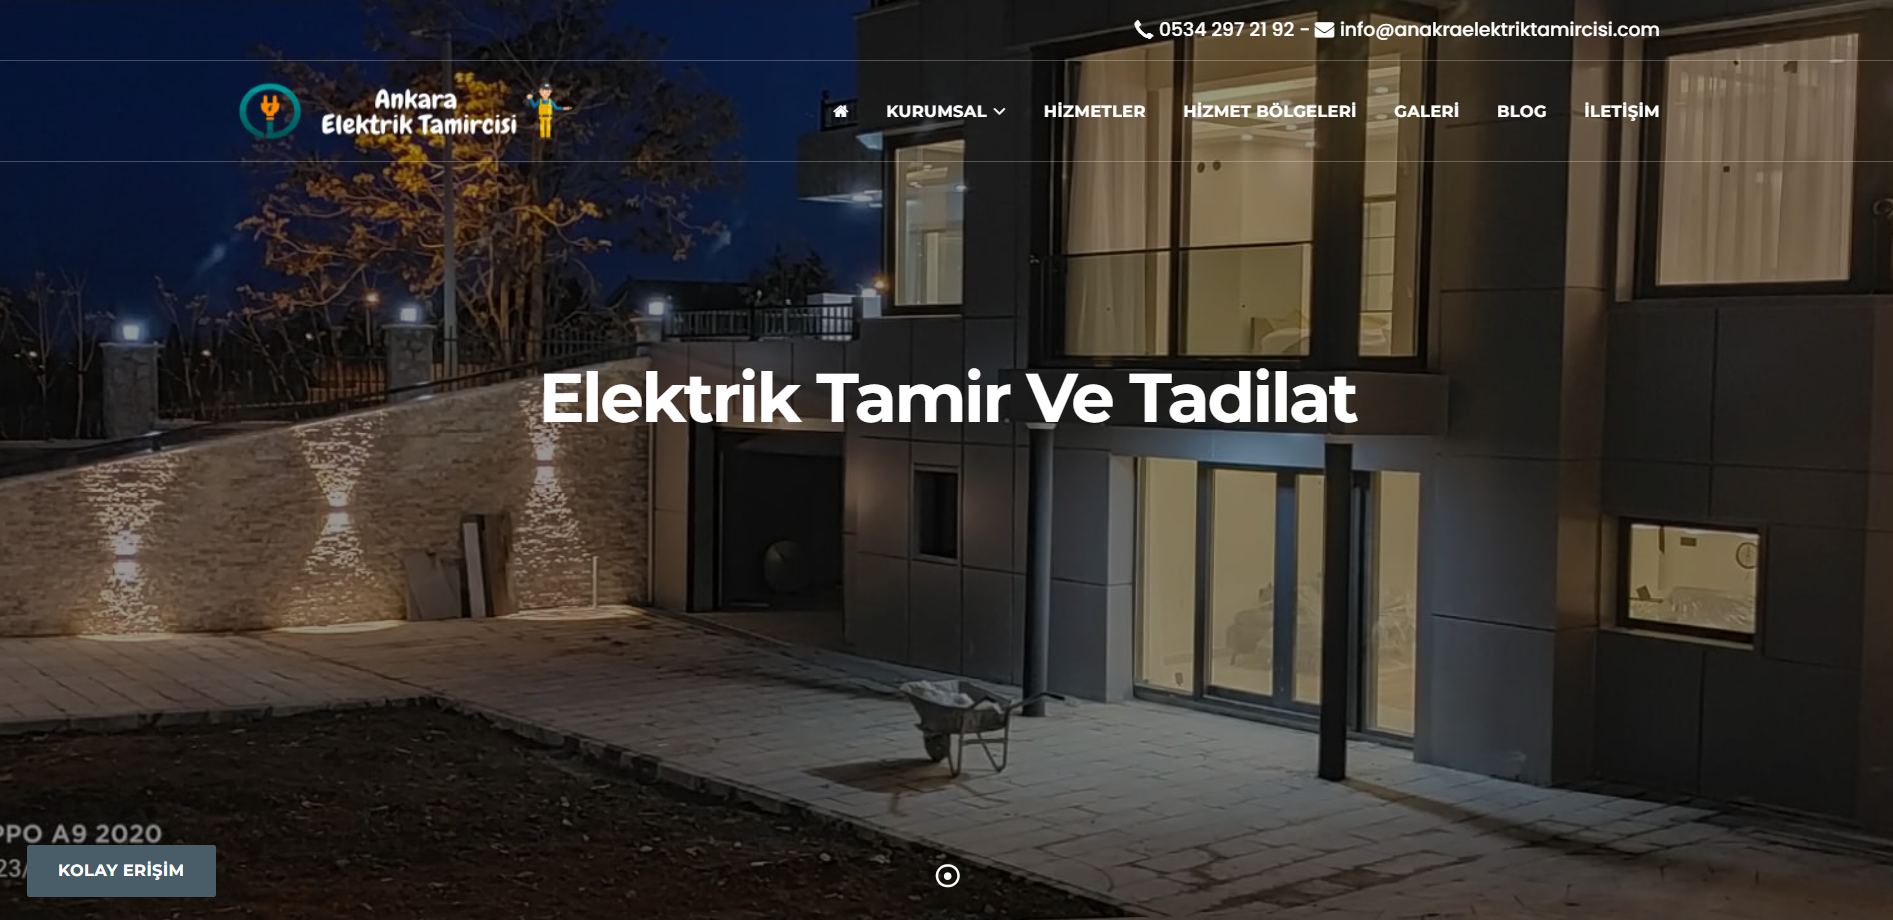 0534 297 21 92 - info@anakraelektriktamircisi.com
Ankara
Elektrik Tamircisi
KURUMSAL HİZMETLER HİZMET BÖLGELERİ GALERİ BLOG İLETİŞİM
Elektrik Tamir Ve Tadilat
PPO A9 2020
23/
KOLAY ERİŞİM